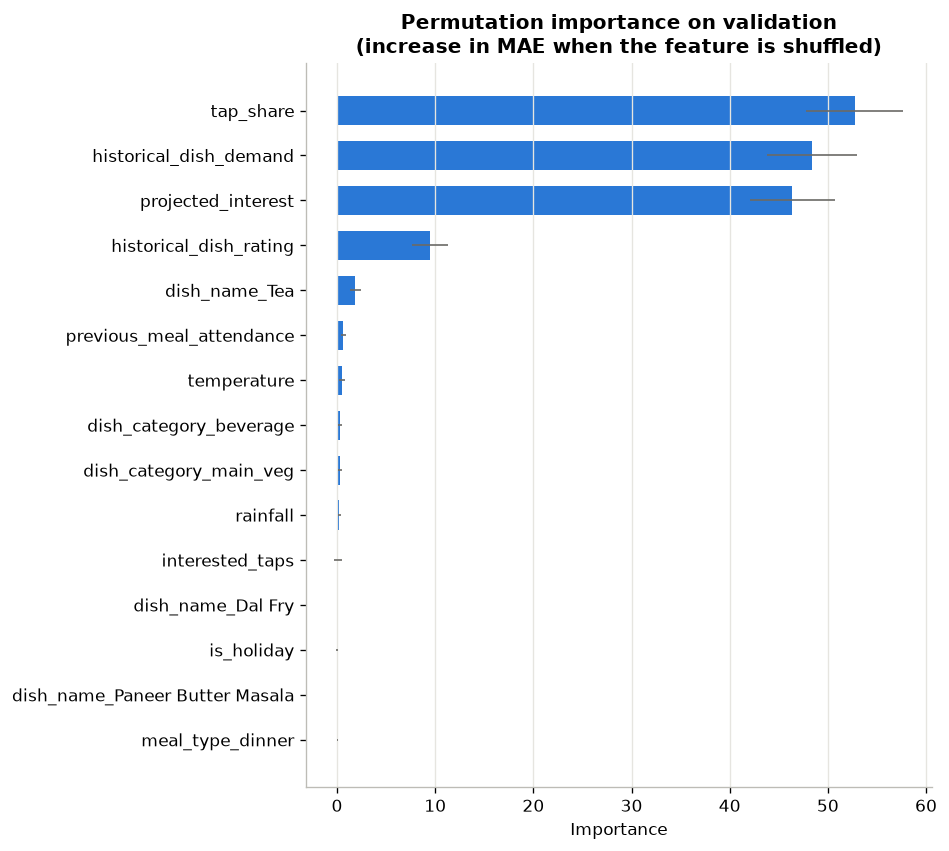 Permutation importance on validation
(increase in MAE when the feature is shuffled)
tap_share
historical_dish_demand
projected_interest
historical_dish_rating
dish_name_Tea
previous_meal_attendance
temperature
dish_category_beverage
dish_category_main_veg
rainfall
interested_taps
dish_name_Dal Fry
is_holiday
dish_name_Paneer Butter Masala
meal_type_dinner
0 10 20 30 40 50 60
Importance